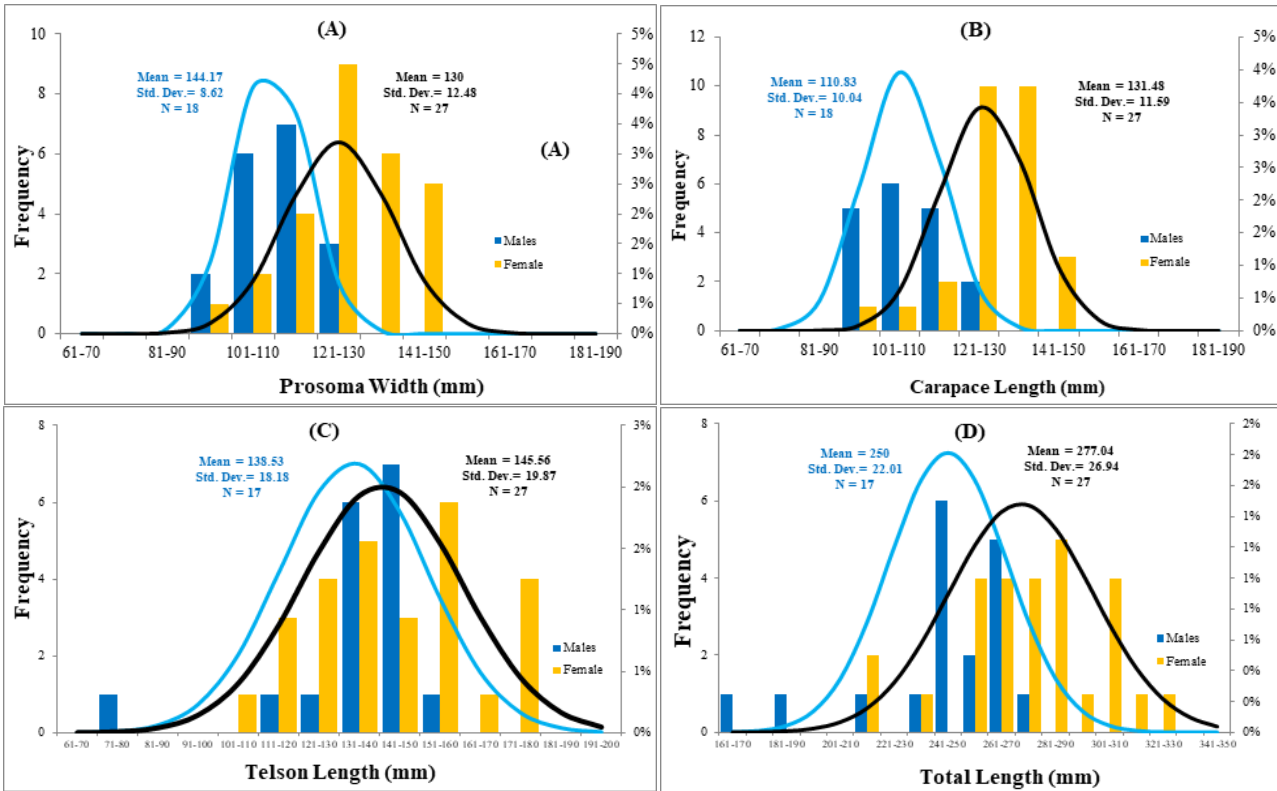 (A)
Mean = 144.17
Std. Dev.= 8.62
N = 18
Mean = 130
Std. Dev.= 12.48
N = 27
(A)
Frequency
10
8
6
4
2
0
5%
5%
4%
4%
3%
3%
2%
2%
1%
1%
0%
Males
Female
61-70 81-90 101-110 121-130 141-150 161-170 181-190
Prosoma Width (mm)
(B)
Mean = 110.83
Std. Dev.= 10.04
N = 18
Mean = 131.48
Std. Dev.= 11.59
N = 27
Frequency
12
10
8
6
4
2
0
5%
5%
4%
4%
3%
3%
2%
2%
1%
1%
0%
Males
Female
61-70 81-90 101-110 121-130 141-150 161-170 181-190
Carapace Length (mm)
(C)
Mean = 138.53
Std. Dev.= 18.18
N = 17
Mean = 145.56
Std. Dev.= 19.87
N = 27
Frequency
8
6
4
2
0
3%
2%
2%
1%
1%
0%
Males
Female
61-70 71-80 81-90 91-100 101-110 111-120 121-130 131-140 141-150 151-160 161-170 171-180 181-190 191-200
Telson Length (mm)
(D)
Mean = 250
Std. Dev.= 22.01
N = 17
Mean = 277.04
Std. Dev.= 26.94
N = 27
Frequency
8
6
4
2
0
2%
2%
1%
1%
1%
1%
1%
0%
0%
0%
Males
Female
161-170 181-190 201-210 221-230 241-250 261-270 281-290 301-310 321-330 341-350
Total Length (mm)